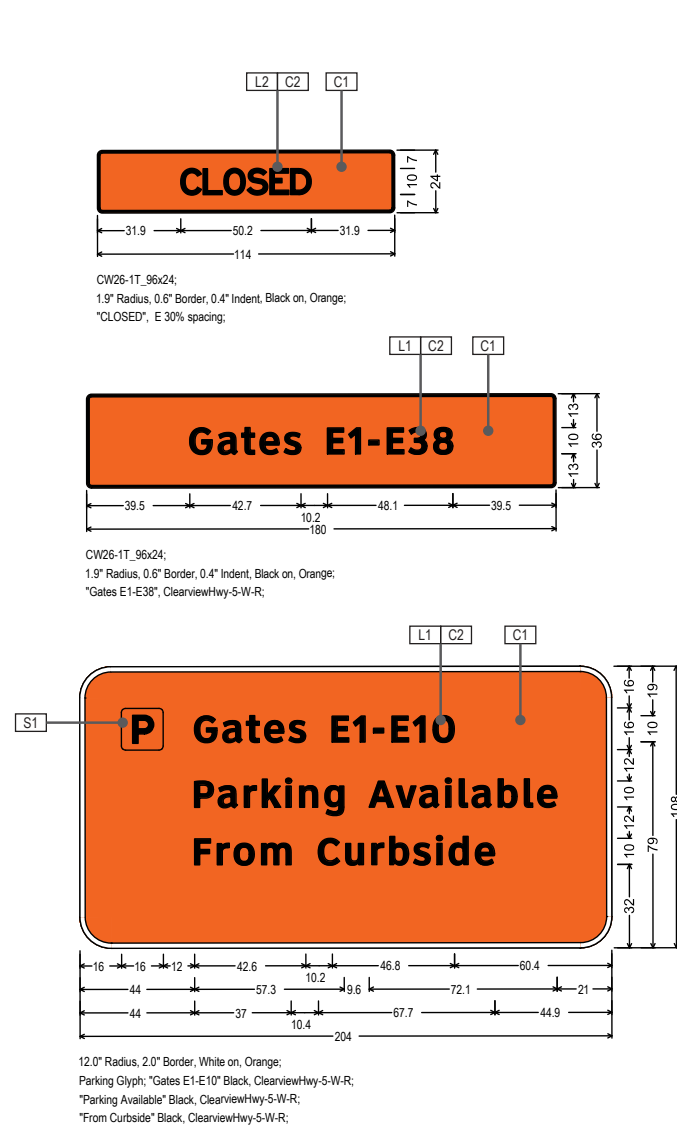 L2 C2 C1
CLOSED
7 10 7
24
31.9 50.2 31.9
114
CW26-1T_96x24;
1.9" Radius, 0.6" Border, 0.4" Indent, Black on, Orange;
"CLOSED", E 30% spacing;
L1 C2 C1
Gates E1-E38
13 10 13
36
39.5 42.7 10.2 48.1 39.5
180
CW26-1T_96x24;
1.9" Radius, 0.6" Border, 0.4" Indent, Black on, Orange;
"Gates E1-E38", ClearviewHwy-5-W-R;
L1 C2 C1
S1
P Gates E1-E10
Parking Available
From Curbside
16 16 12 10 12 10 32
19 10 79
108
16 16 12 42.6 10.2 46.8 60.4
44 57.3 9.6 72.1 21
44 37 10.4 67.7 44.9
204
12.0" Radius, 2.0" Border, White on, Orange;
Parking Glyph; "Gates E1-E10" Black, ClearviewHwy-5-W-R;
"Parking Available" Black, ClearviewHwy-5-W-R;
"From Curbside" Black, ClearviewHwy-5-W-R;